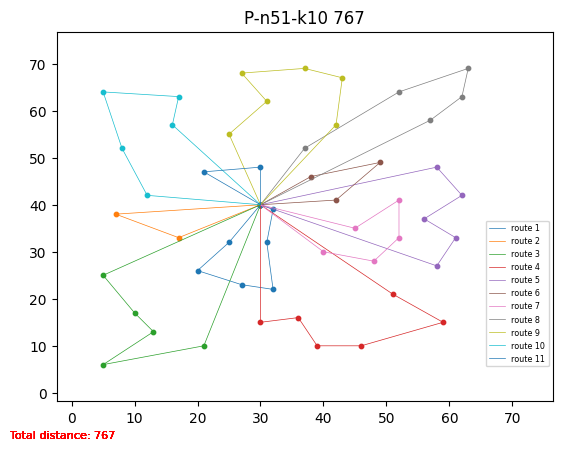 P-n51-k10 767
70
60
50
40
30
20
10
0
route 1
route 2
route 3
route 4
route 5
route 6
route 7
route 8
route 9
route 10
route 11
0 10 20 30 40 50 60 70
Total distance: 767